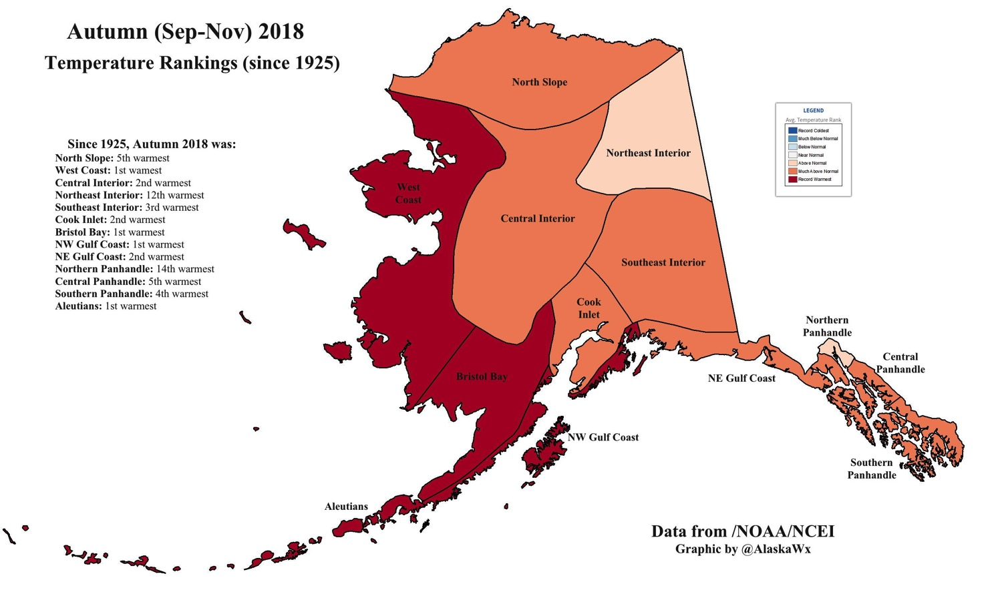 Autumn (Sep-Nov) 2018
Temperature Rankings (since 1925)
Since 1925, Autumn 2018 was:
North Slope: 5th warmest
West Coast: 1st wamest
Central Interior: 2nd warmest
Northeast Interior: 12th warmest
Southeast Interior: 3rd warmest
Cook Inlet: 2nd warmest
Bristol Bay: 1st warmest
NW Gulf Coast: 1st warmest
NE Gulf Coast: 2nd warmest
Northern Panhandle: 14th warmest
Central Panhandle: 5th warmest
Southern Panhandle: 4th warmest
Aleutians: 1st warmest
North Slope
Northeast Interior
West
Coast
Central Interior
Southeast Interior
Cook
Inlet
Bristol Bay
NW Gulf Coast
Aleutians
NE Gulf Coast
Northern
Panhandle
Central
Panhandle
Southern
Panhandle
LEGEND
Avg. Temperature Rank
Record Coldest
Much Below Normal
Below Normal
Near Normal
Above Normal
Much Above Normal
Record Warmest
Data from /NOAA/NCEI
Graphic by @AlaskaWx